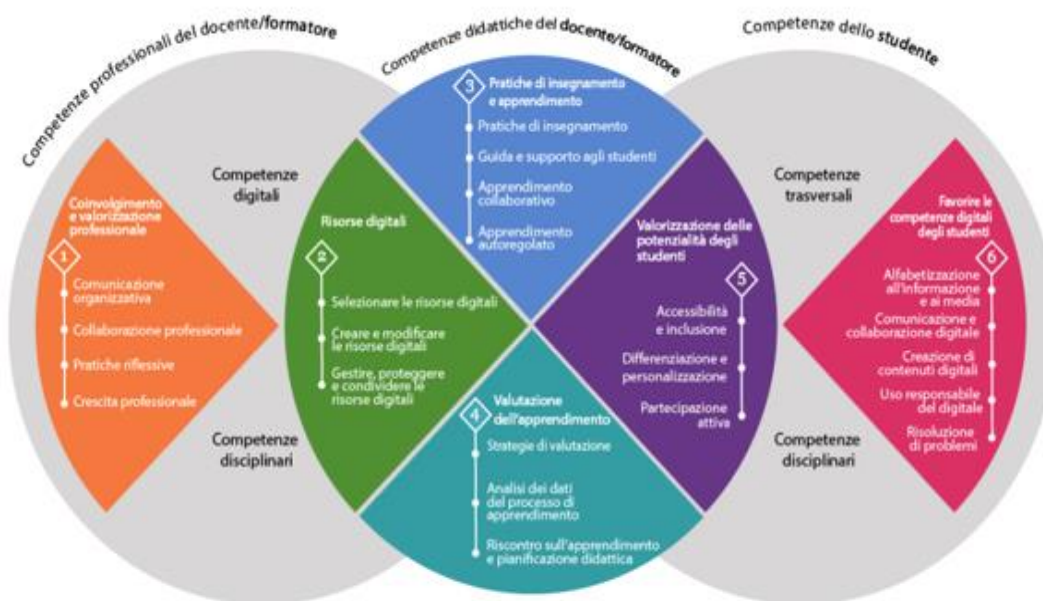 Competenze professionali del docente/formatore
Competenze didattiche del docente/formatore
Competenze dello studente
Competenze
digitali
Competenze
disciplinari
Coinvolgimento
e valorizzazione
professionale
1
Comunicazione
organizzativa
Collaborazione professionale
Pratiche riflessive
Crescita professionale
Risorse digitali
2
Selezionare le risorse digitali
Creare e modificare
le risorse digitali
Gestire, proteggere
e condividere le
risorse digitali
3
Pratiche di insegnamento
e apprendimento
Pratiche di insegnamento
Guida e supporto agli studenti
Apprendimento
collaborativo
Apprendimento
autoregolato
4
Valutazione
dell'apprendimento
Strategie di valutazione
Analisi dei dati
del processo di
apprendimento
Riscontro sull'apprendimento
e pianificazione didattica
Valorizzazione delle
potenzialità degli
studenti
5
Accessibilità
e inclusione
Differenziazione e
personalizzazione
Partecipazione
attiva
Competenze
trasversali
Competenze
disciplinari
Favorire le
competenze digitali
degli studenti
6
Alfabetizzazione
all'informazione
e ai media
Comunicazione e
collaborazione digitale
Creazione di
contenuti digitali
Uso responsabile
del digitale
Risoluzione
di problemi